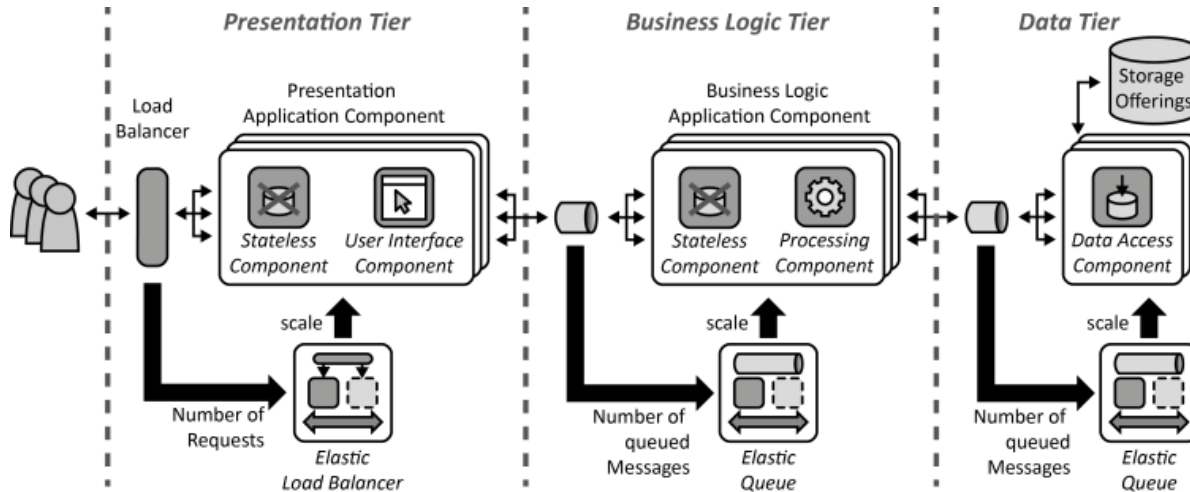 Presentation Tier
Business Logic Tier
Data Tier
Load
Balancer
Presentation
Application Component
Stateless
Component
User Interface
Component
scale
Number of
Requests
Elastic
Load Balancer
Business Logic
Application Component
Stateless
Component
Processing
Component
scale
Number of
queued
Messages
Elastic
Queue
Storage
Offerings
Data Access
Component
scale
Number of
queued
Messages
Elastic
Queue